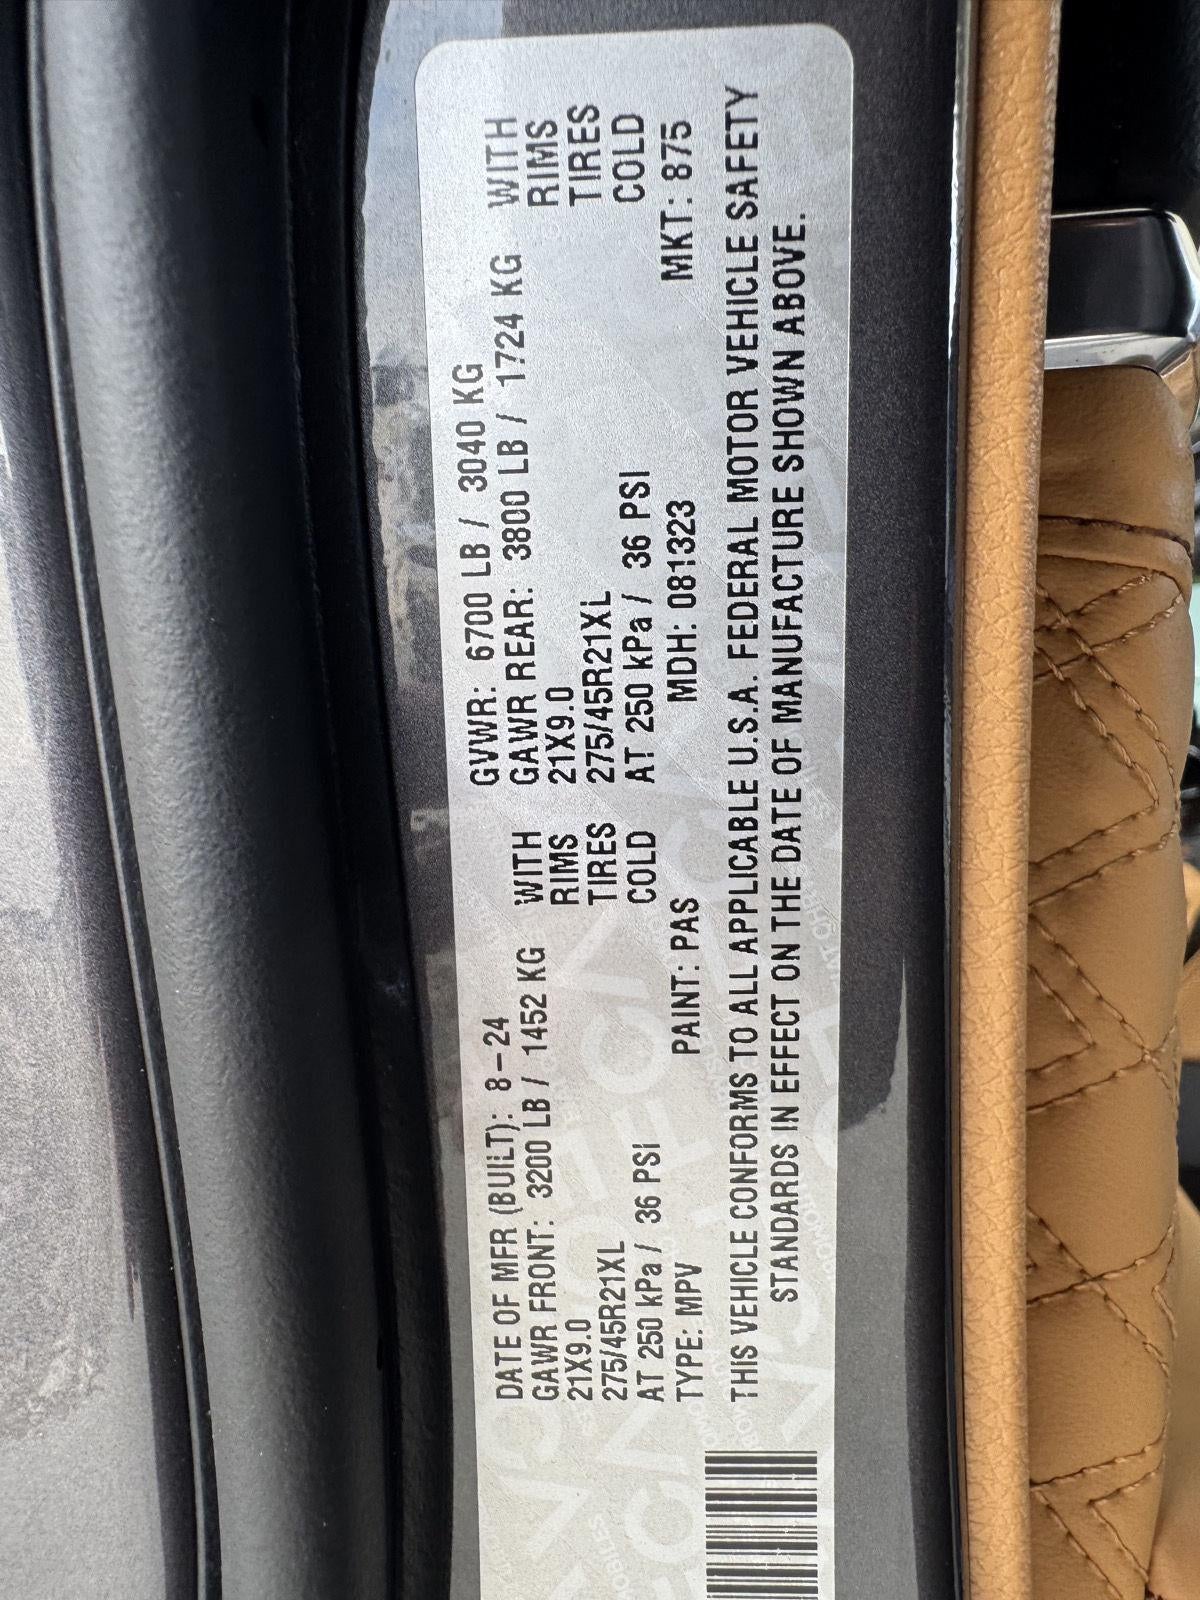 DATE OF MFR (BUILT): 8-24 GVWR: 6700 LB / 3040 KG
GAWR FRONT: 3200 LB / 1452 KG WITH GAWR REAR: 3800 LB / 1724 KG WITH
21X9.0 RIMS 21X9.0 RIMS
275/45R21XL TIRES 275/45R21XL TIRES
AT 250 kPa / 36 PSI COLD AT 250 kPa / 36 PSI COLD
TYPE: MPV PAINT: PAS MDH: 081323 MKT: 875
THIS VEHICLE CONFORMS TO ALL APPLICABLE U.S.A. FEDERAL MOTOR VEHICLE SAFETY
STANDARDS IN EFFECT ON THE DATE OF MANUFACTURE SHOWN ABOVE.